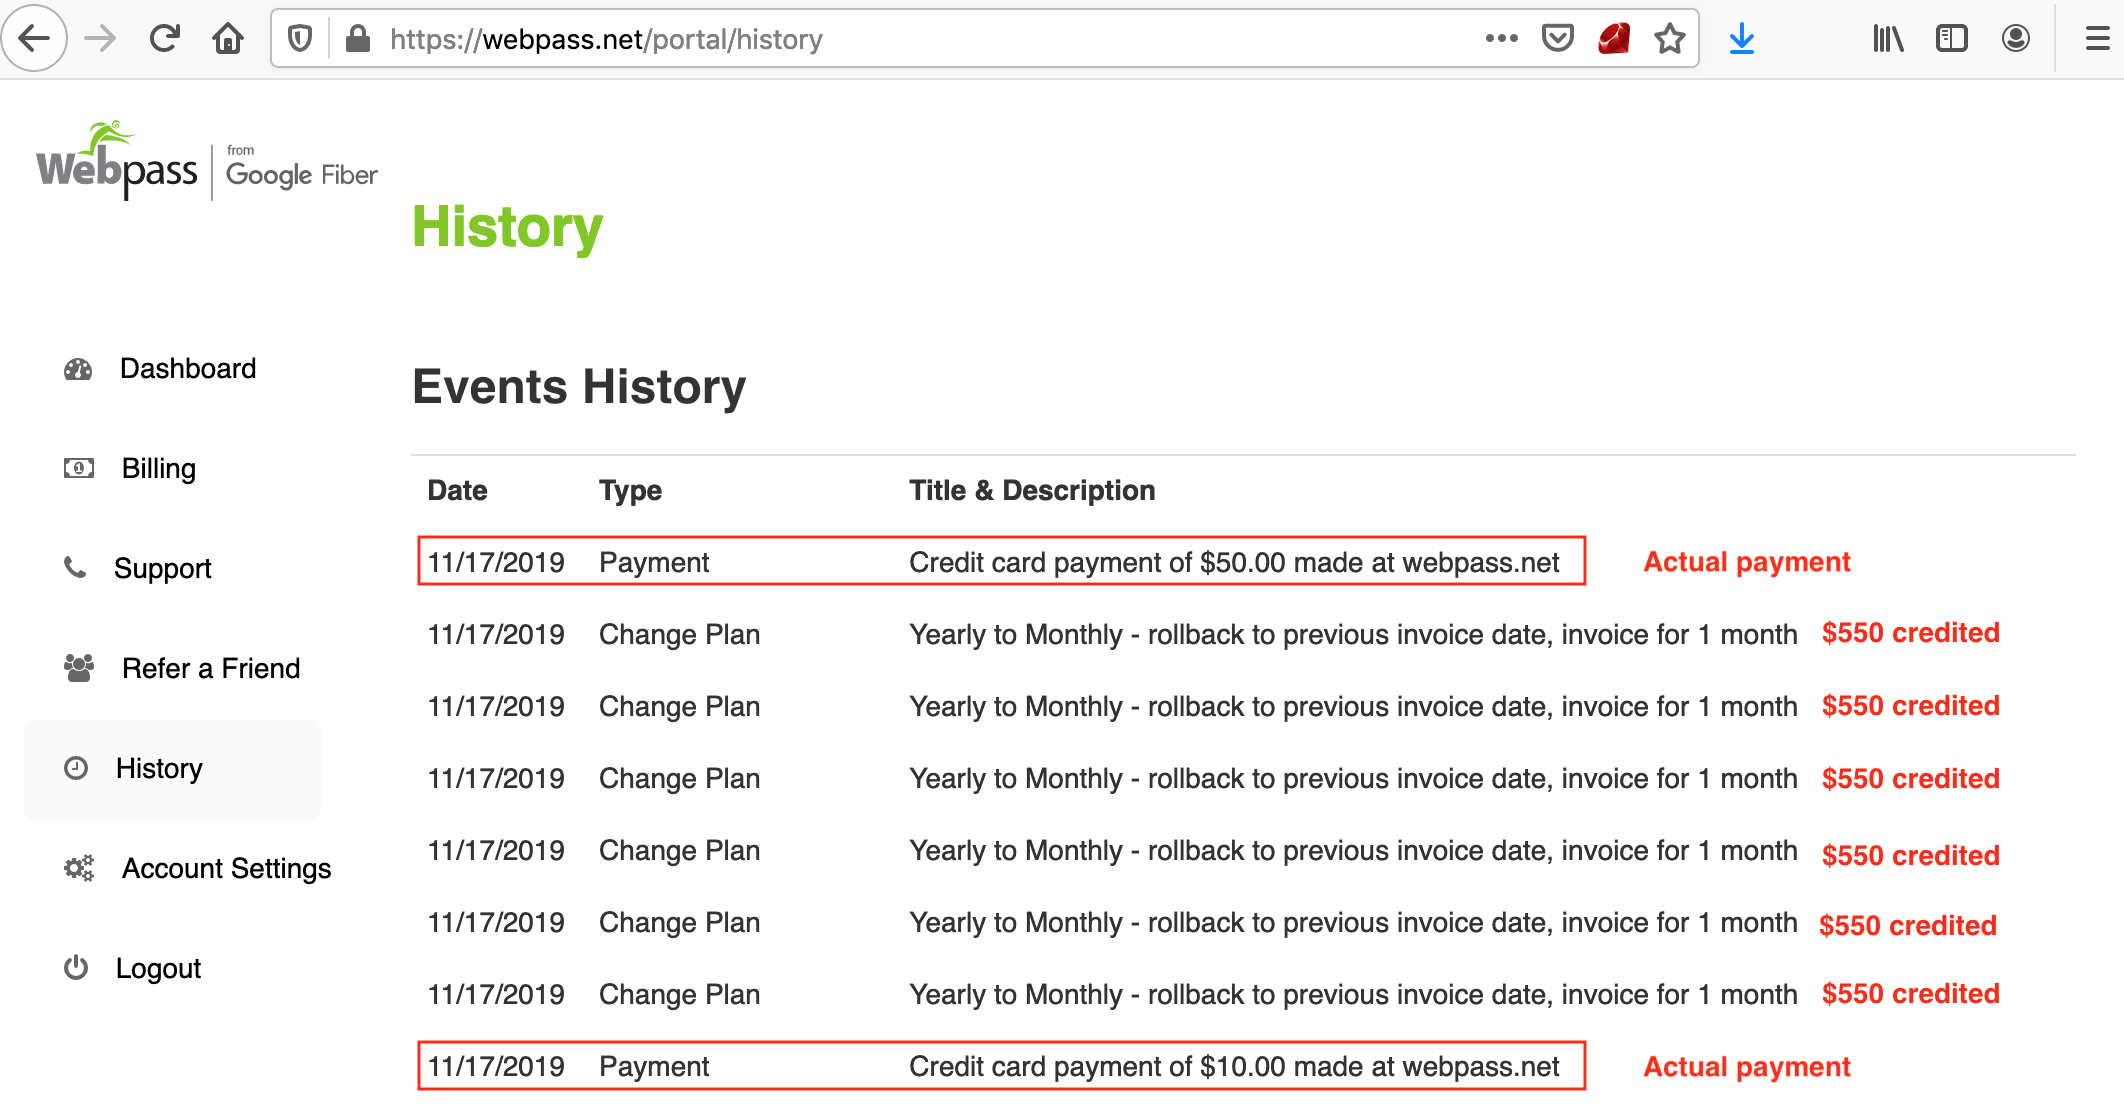 https://webpass.net/portal/history
Webpass
from
Google Fiber
History
Dashboard
Billing
Support
Refer a Friend
History
Account Settings
Logout
Events History
Date Type Title & Description
11/17/2019 Payment Credit card payment of $50.00 made at webpass.net Actual payment
11/17/2019 Change Plan Yearly to Monthly - rollback to previous invoice date, invoice for 1 month $550 credited
11/17/2019 Change Plan Yearly to Monthly - rollback to previous invoice date, invoice for 1 month $550 credited
11/17/2019 Change Plan Yearly to Monthly - rollback to previous invoice date, invoice for 1 month $550 credited
11/17/2019 Change Plan Yearly to Monthly - rollback to previous invoice date, invoice for 1 month $550 credited
11/17/2019 Change Plan Yearly to Monthly - rollback to previous invoice date, invoice for 1 month $550 credited
11/17/2019 Change Plan Yearly to Monthly - rollback to previous invoice date, invoice for 1 month $550 credited
11/17/2019 Payment Credit card payment of $10.00 made at webpass.net Actual payment